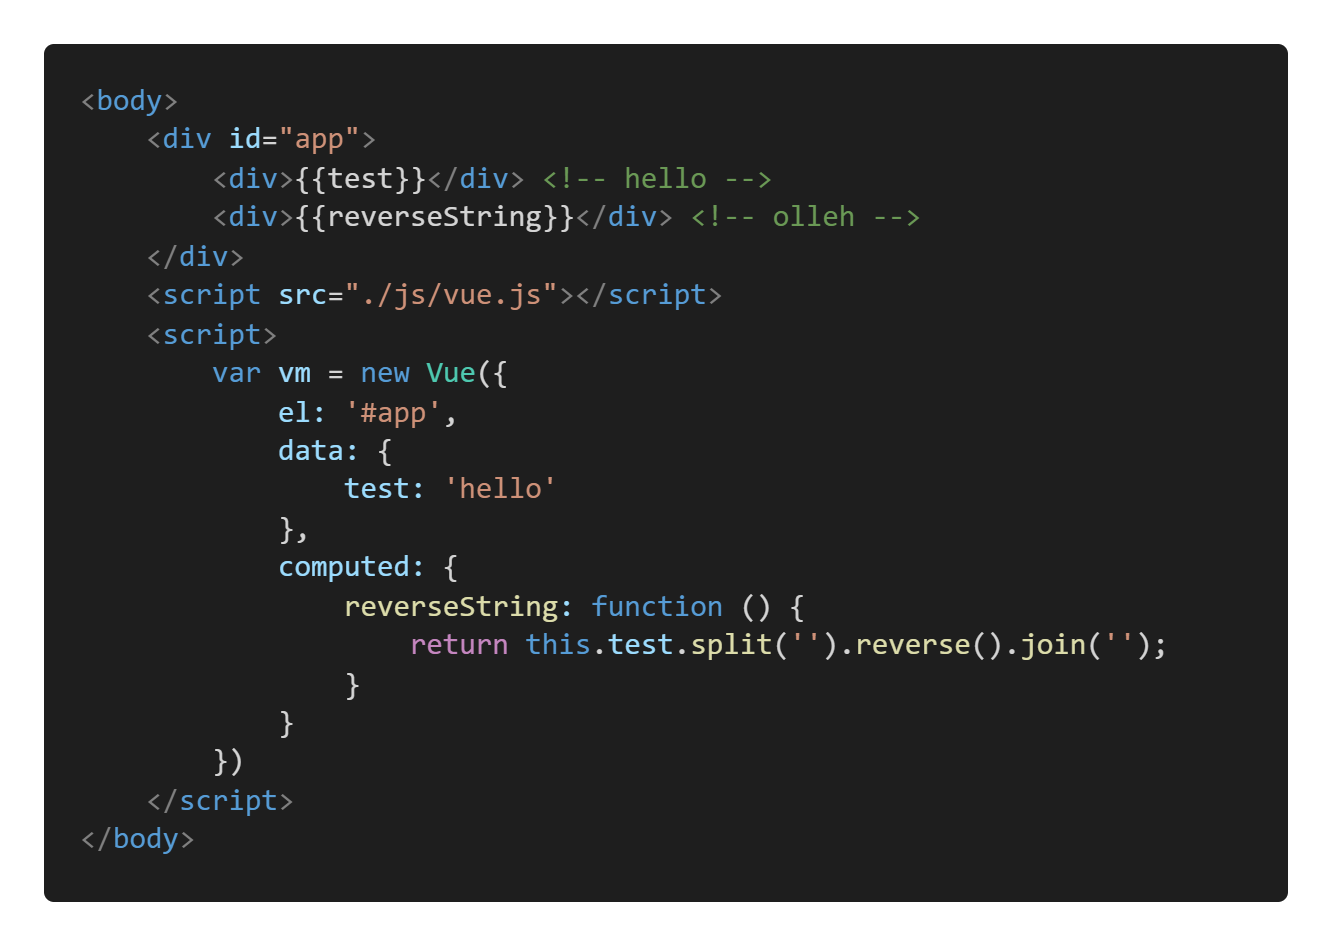 <body>
    <div id="app">
        <div>{{test}}</div> <!-- hello -->
        <div>{{reverseString}}</div> <!-- olleh -->
    </div>
    <script src="./js/vue.js"></script>
    <script>
        var vm = new Vue({
            el: '#app',
            data: {
                test: 'hello'
            },
            computed: {
                reverseString: function () {
                    return this.test.split('').reverse().join('');
                }
            }
        })
    </script>
</body>